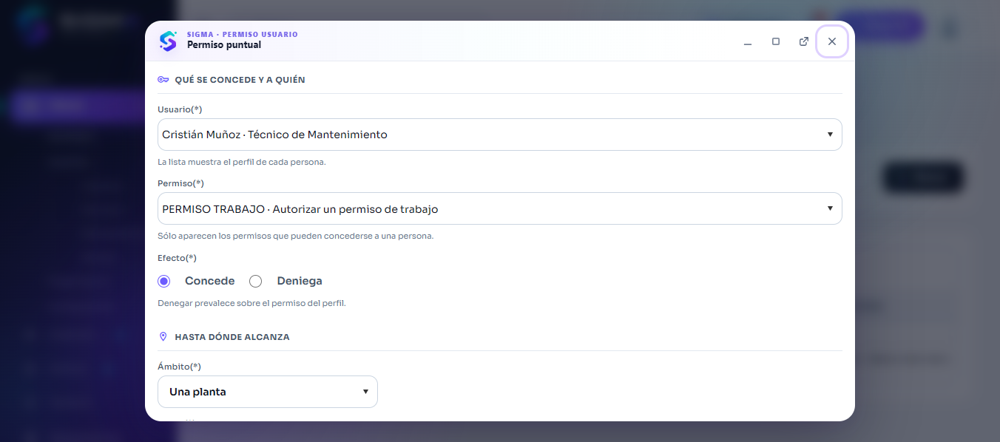 SIGMA · PERMISO USUARIO
Permiso puntual
QUÉ SE CONCEDE Y A QUIÉN
Usuario(*)
Cristián Muñoz · Técnico de Mantenimiento
La lista muestra el perfil de cada persona.
Permiso(*)
PERMISO TRABAJO · Autorizar un permiso de trabajo
Sólo aparecen los permisos que pueden concederse a una persona.
Efecto(*)
Concede Deniega
Denegar prevalece sobre el permiso del perfil.
HASTA DÓNDE ALCANZA
Ámbito(*)
Una planta